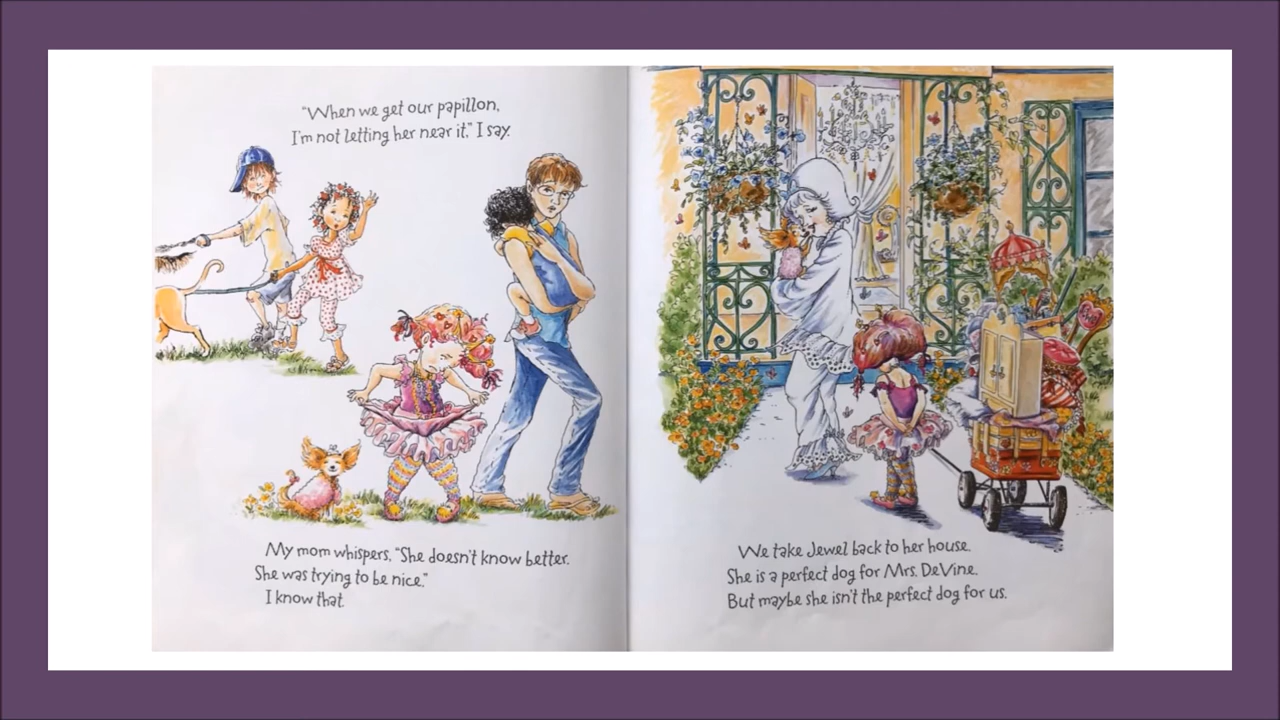 "When we get our papillon,
I'm not letting her near it," I say.
My mom whispers, "She doesn't know better.
She was trying to be nice."
I know that.
We take Jewel back to her house.
She is a perfect dog for Mrs. DeVine.
But maybe she isn't the perfect dog for us.